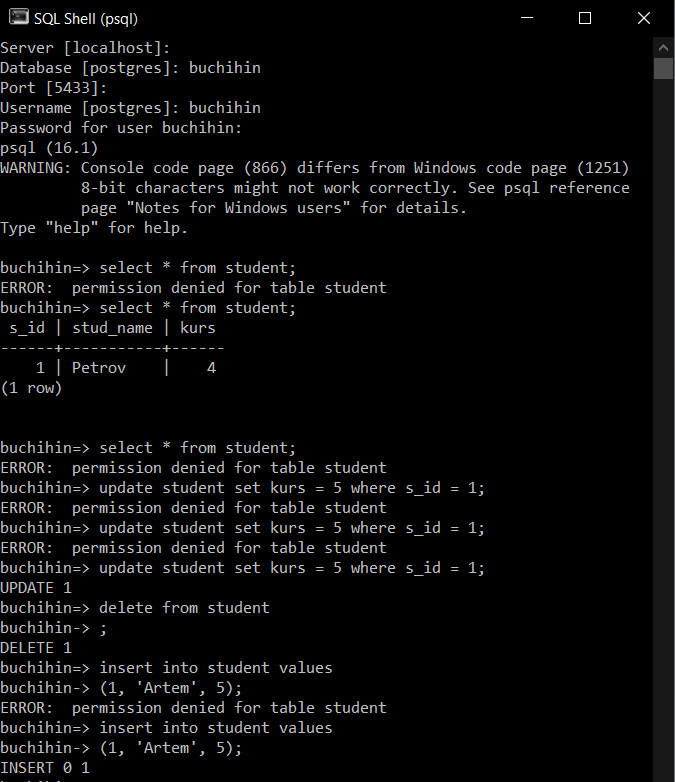 SQL Shell (psql)
Server [localhost]:
Database [postgres]: buchihin
Port [5433]:
Username [postgres]: buchihin
Password for user buchihin:
psql (16.1)
WARNING: Console code page (866) differs from Windows code page (1251)
         8-bit characters might not work correctly. See psql reference
         page "Notes for Windows users" for details.
Type "help" for help.

buchihin=> select * from student;
ERROR:  permission denied for table student
buchihin=> select * from student;
 s_id | stud_name | kurs
------+-----------+------
    1 | Petrov    |    4
(1 row)


buchihin=> select * from student;
ERROR:  permission denied for table student
buchihin=> update student set kurs = 5 where s_id = 1;
ERROR:  permission denied for table student
buchihin=> update student set kurs = 5 where s_id = 1;
ERROR:  permission denied for table student
buchihin=> update student set kurs = 5 where s_id = 1;
UPDATE 1
buchihin=> delete from student
buchihin-> ;
DELETE 1
buchihin=> insert into student values
buchihin-> (1, 'Artem', 5);
ERROR:  permission denied for table student
buchihin=> insert into student values
buchihin-> (1, 'Artem', 5);
INSERT 0 1